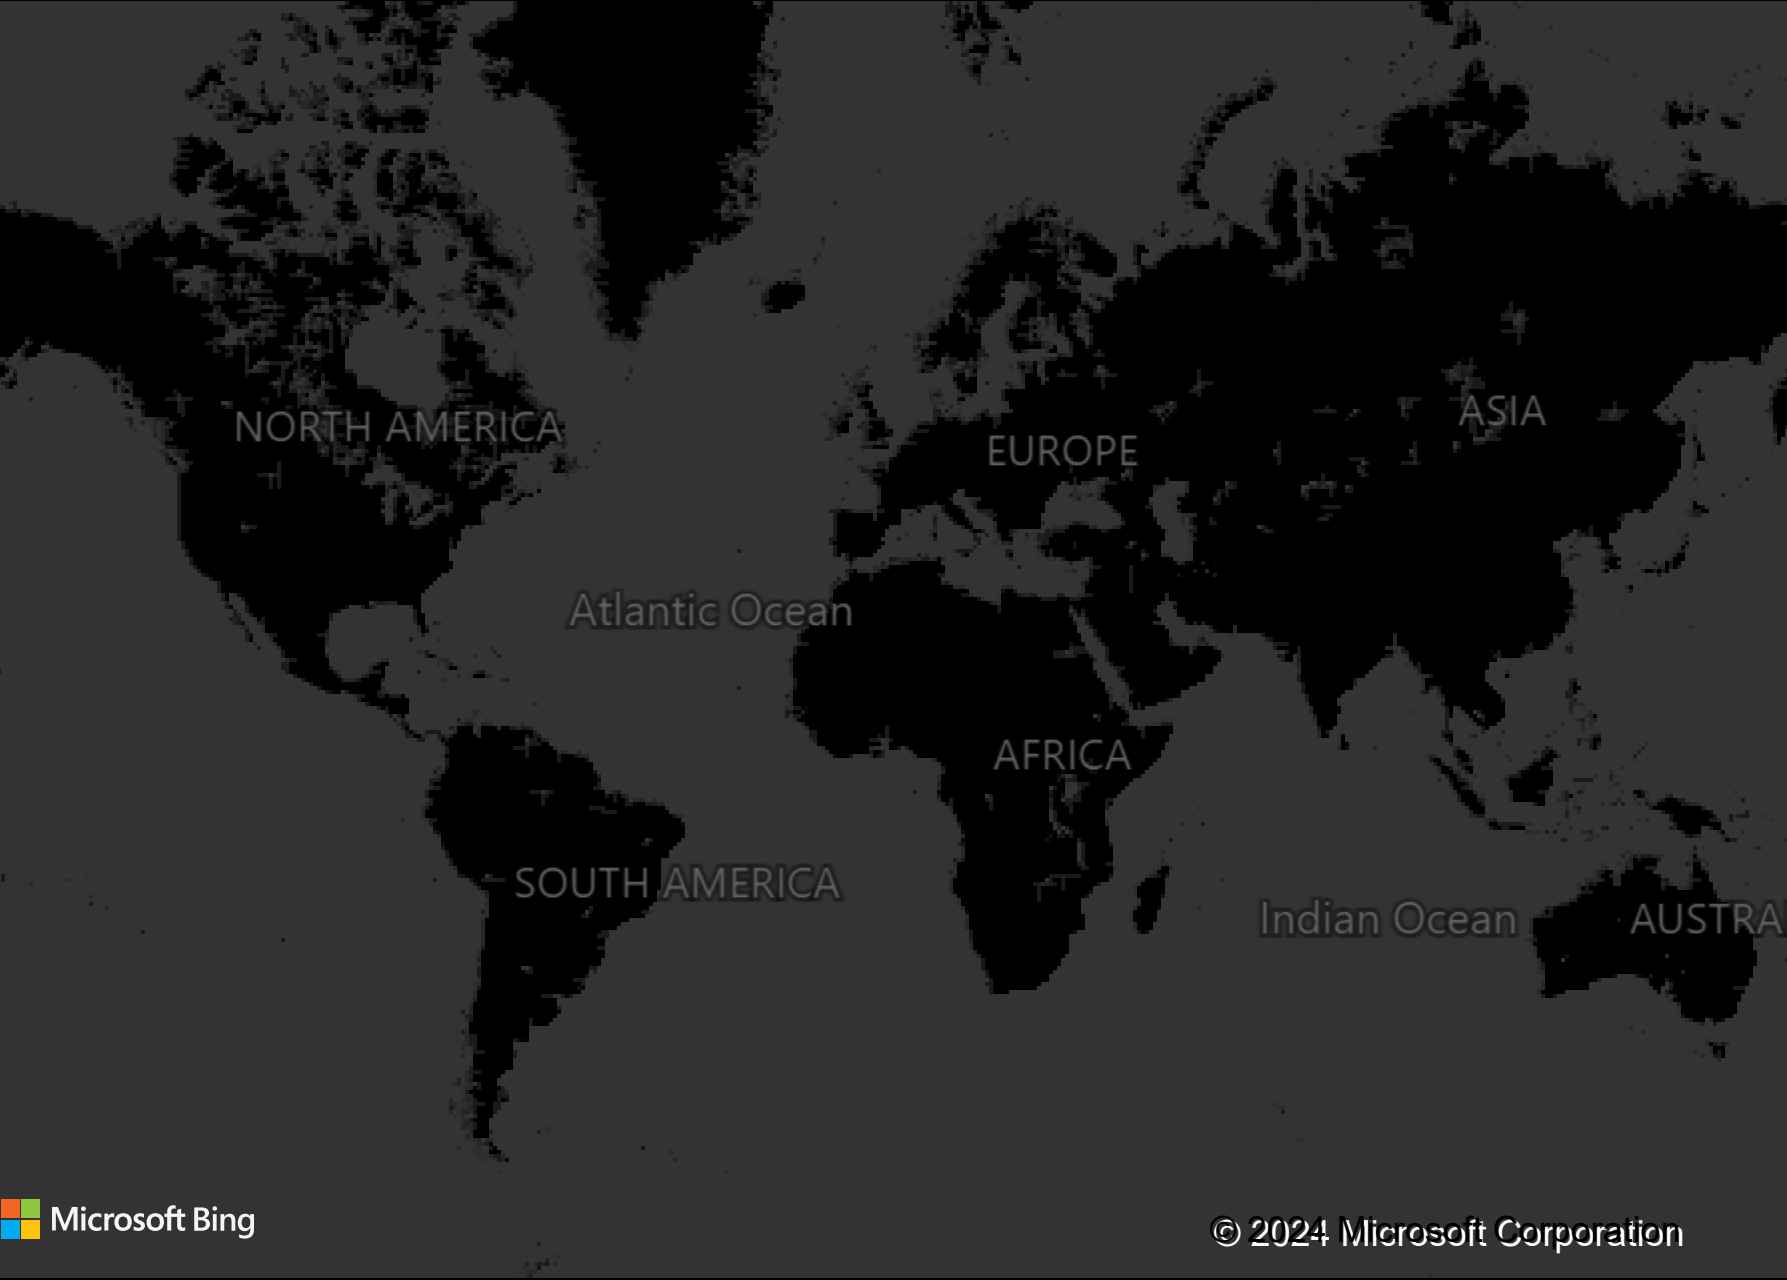 NORTH AMERICA
EUROPE
ASIA
Atlantic Ocean
AFRICA
SOUTH AMERICA
Indian Ocean
AUSTRA
Microsoft Bing
© 2024 Microsoft Corporation